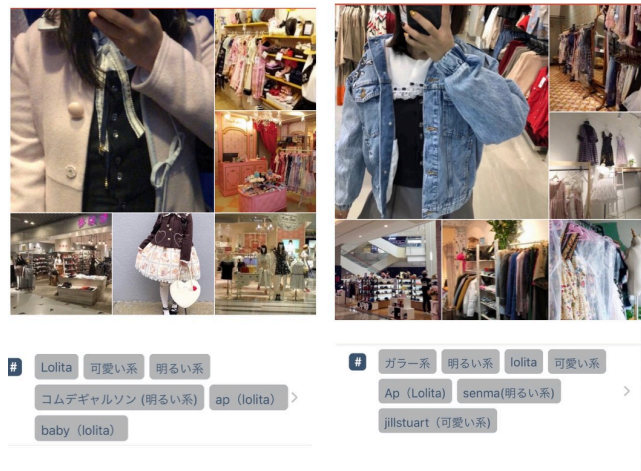 #
Lolita 可愛い系 明るい系
コムデギャルソン (明るい系) ap（lolita）
baby（lolita）
#
ガラー系 明るい系 lolita 可愛い系
Ap（Lolita） senma(明るい系)
jillstuart（可愛い系）